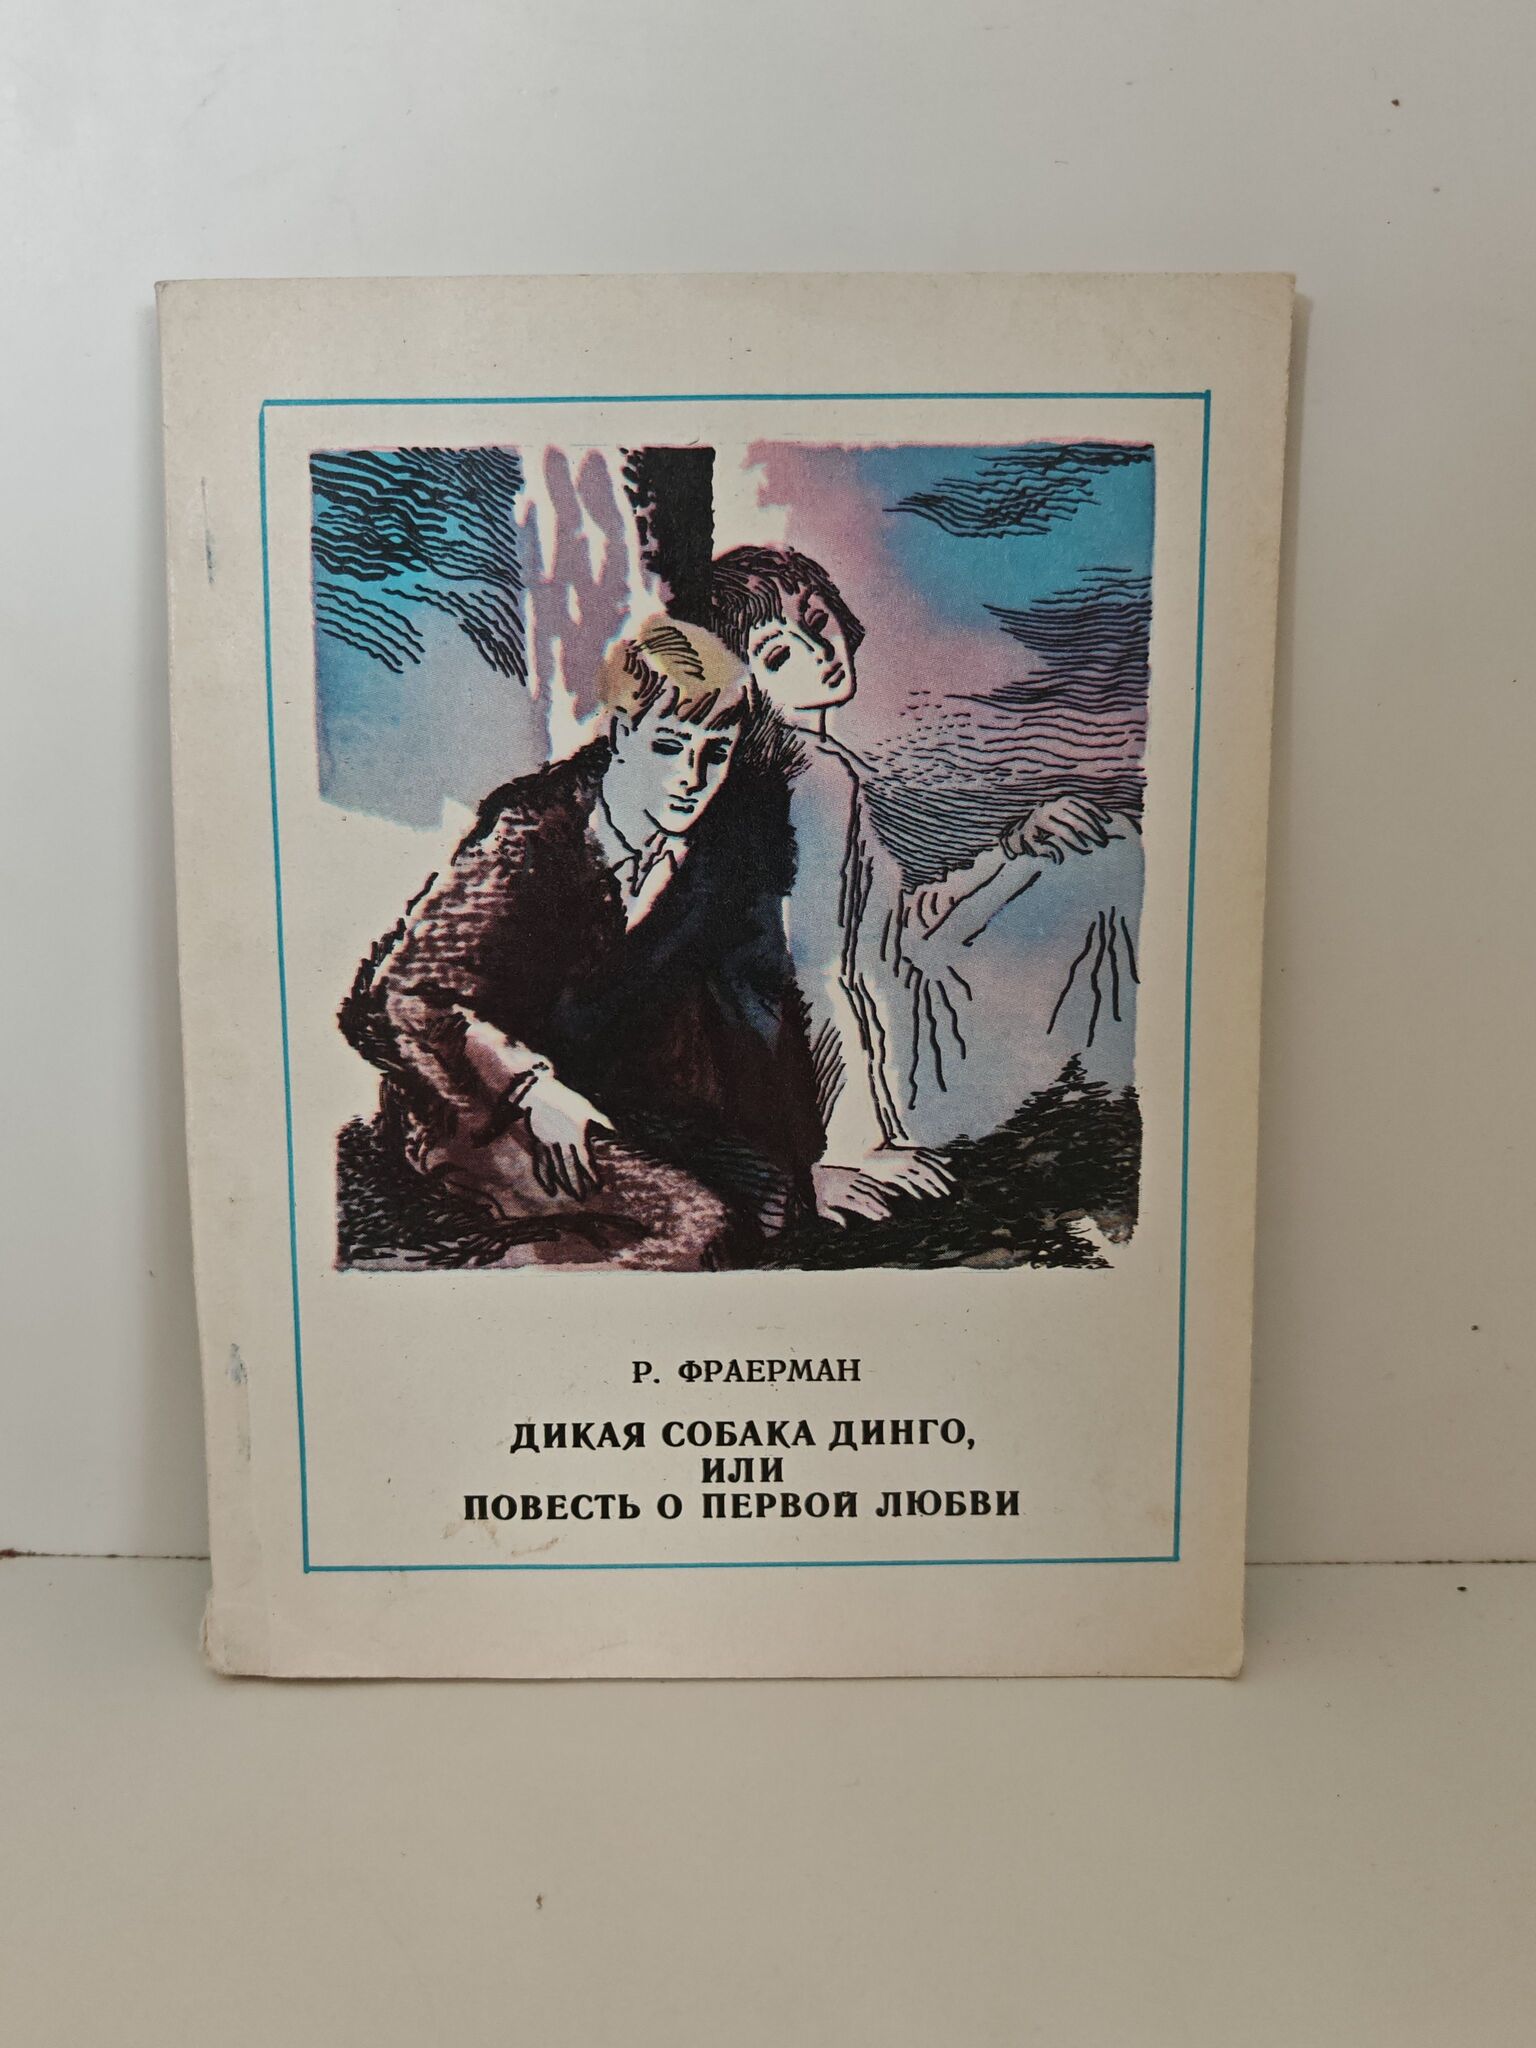 Р. ФРАЕРМАН
ДИКАЯ СОБАКА ДИНГО,
ИЛИ
ПОВЕСТЬ О ПЕРВОЙ ЛЮБВИ